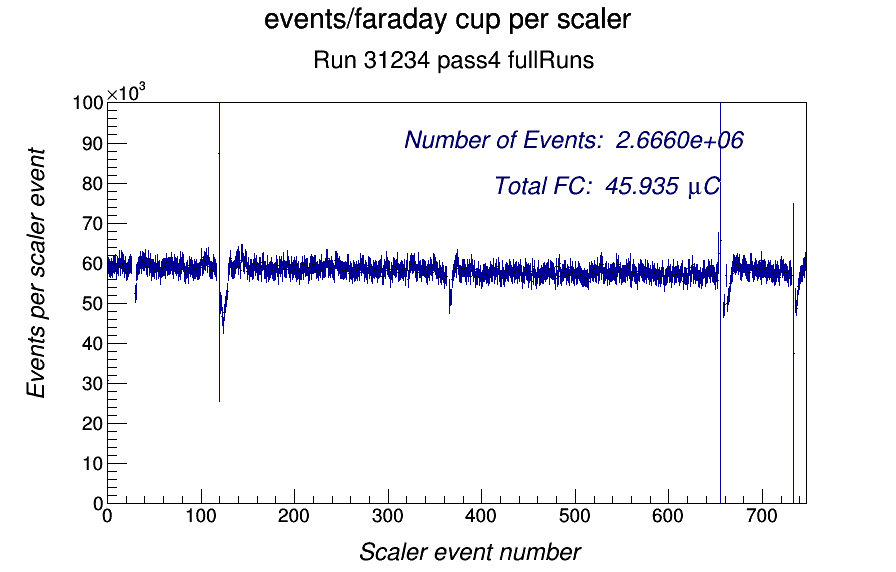 events/faraday cup per scaler
Run 31234 pass4 fullRuns
×10³
100
90
80
70
60
50
40
30
20
10
0
Events per scaler event
Number of Events: 2.6660e+06
Total FC: 45.935 μC
0 100 200 300 400 500 600 700
Scaler event number